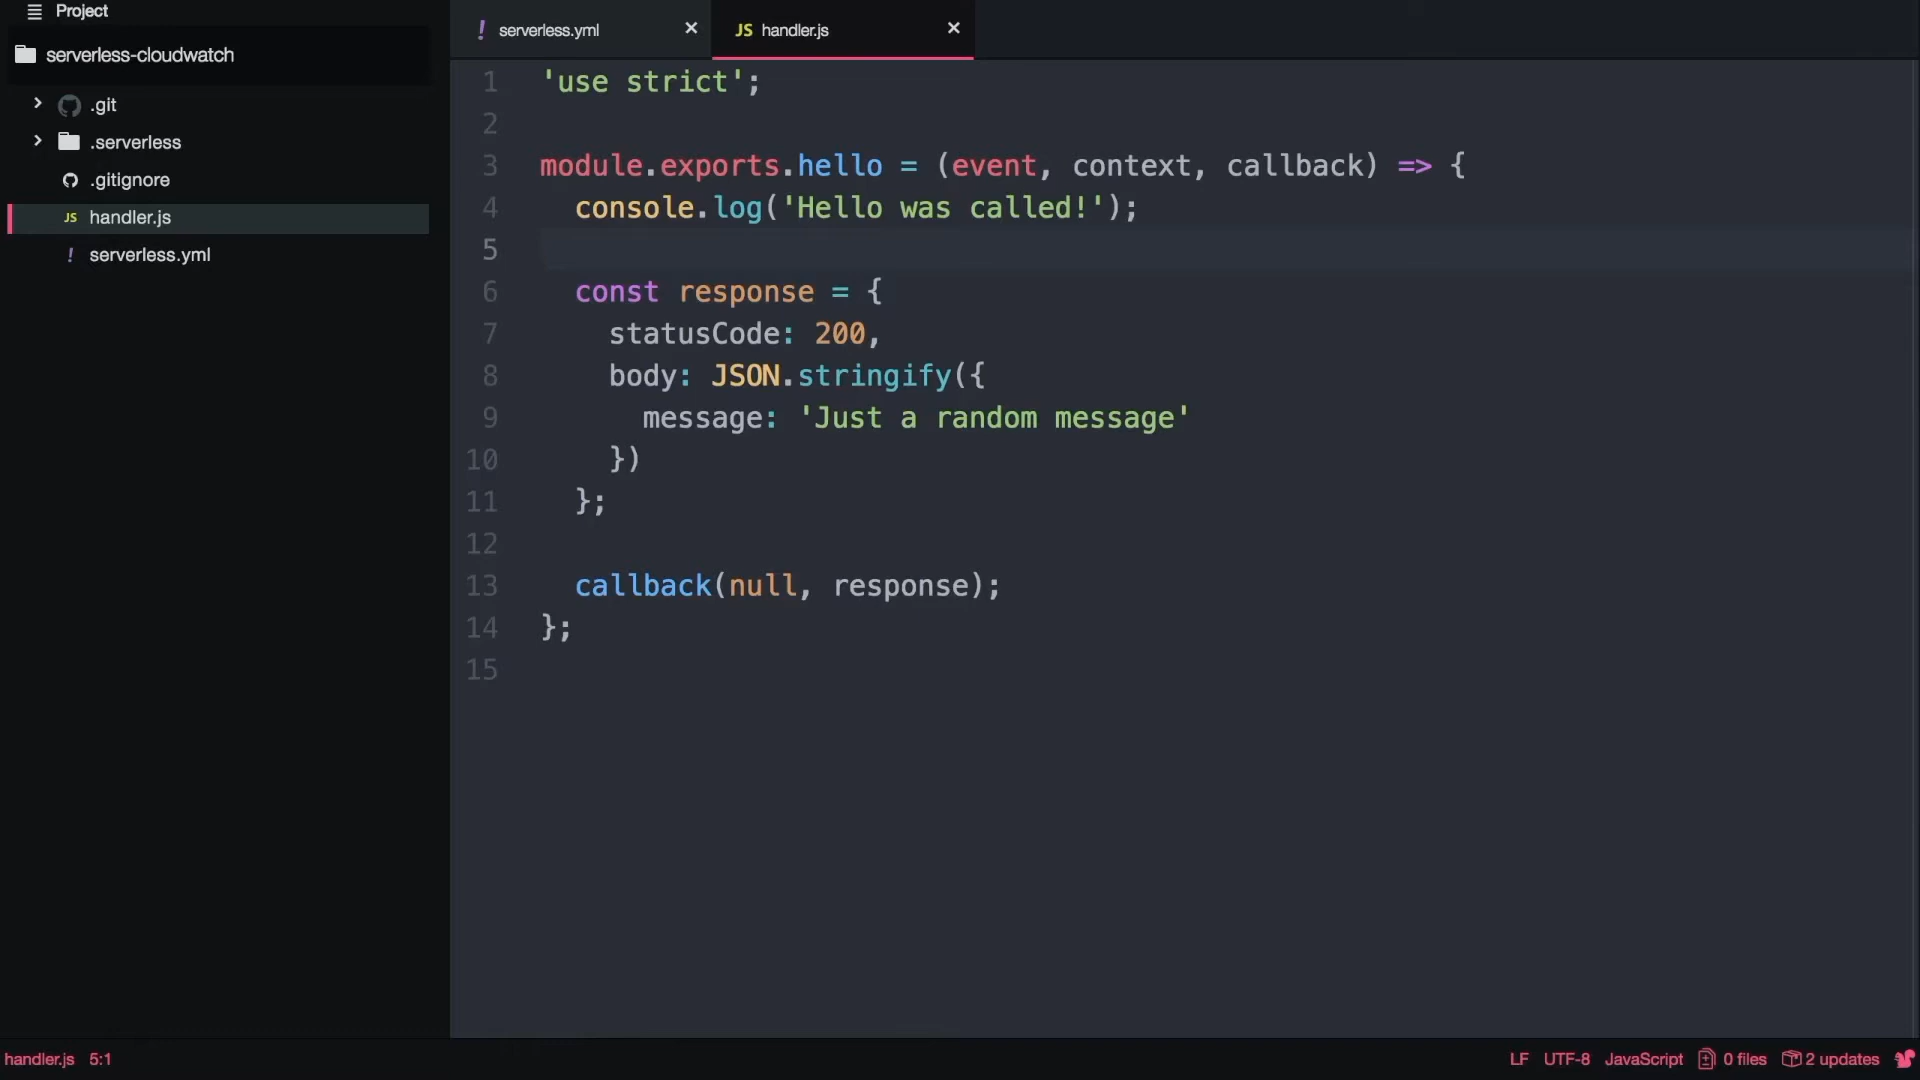 Project
serverless-cloudwatch
.git
.serverless
.gitignore
JS handler.js
! serverless.yml
! serverless.yml ×
JS handler.js ×
1 'use strict';
2
3 module.exports.hello = (event, context, callback) => {
4 console.log('Hello was called!');
5
6 const response = {
7 statusCode: 200,
8 body: JSON.stringify({
9 message: 'Just a random message'
10 })
11 };
12
13 callback(null, response);
14 };
15
handler.js 5:1
LF UTF-8 JavaScript 0 files 2 updates